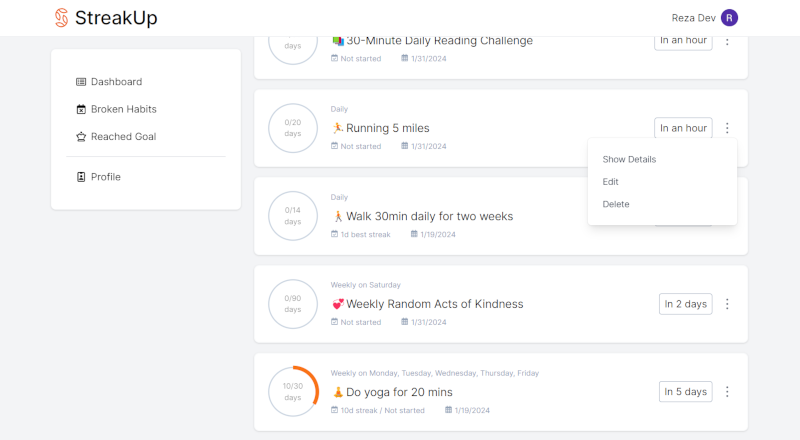 StreakUp
Reza Dev R
Dashboard
Broken Habits
Reached Goal
Profile
0/30
days
30-Minute Daily Reading Challenge
In an hour
Not started 1/31/2024
Daily
0/20
days
Running 5 miles
In an hour
Not started 1/31/2024
Show Details
Edit
Delete
Daily
0/14
days
Walk 30min daily for two weeks
1d best streak 1/19/2024
Weekly on Saturday
0/90
days
Weekly Random Acts of Kindness
In 2 days
Not started 1/31/2024
Weekly on Monday, Tuesday, Wednesday, Thursday, Friday
10/30
days
Do yoga for 20 mins
In 5 days
10d streak / Not started 1/19/2024